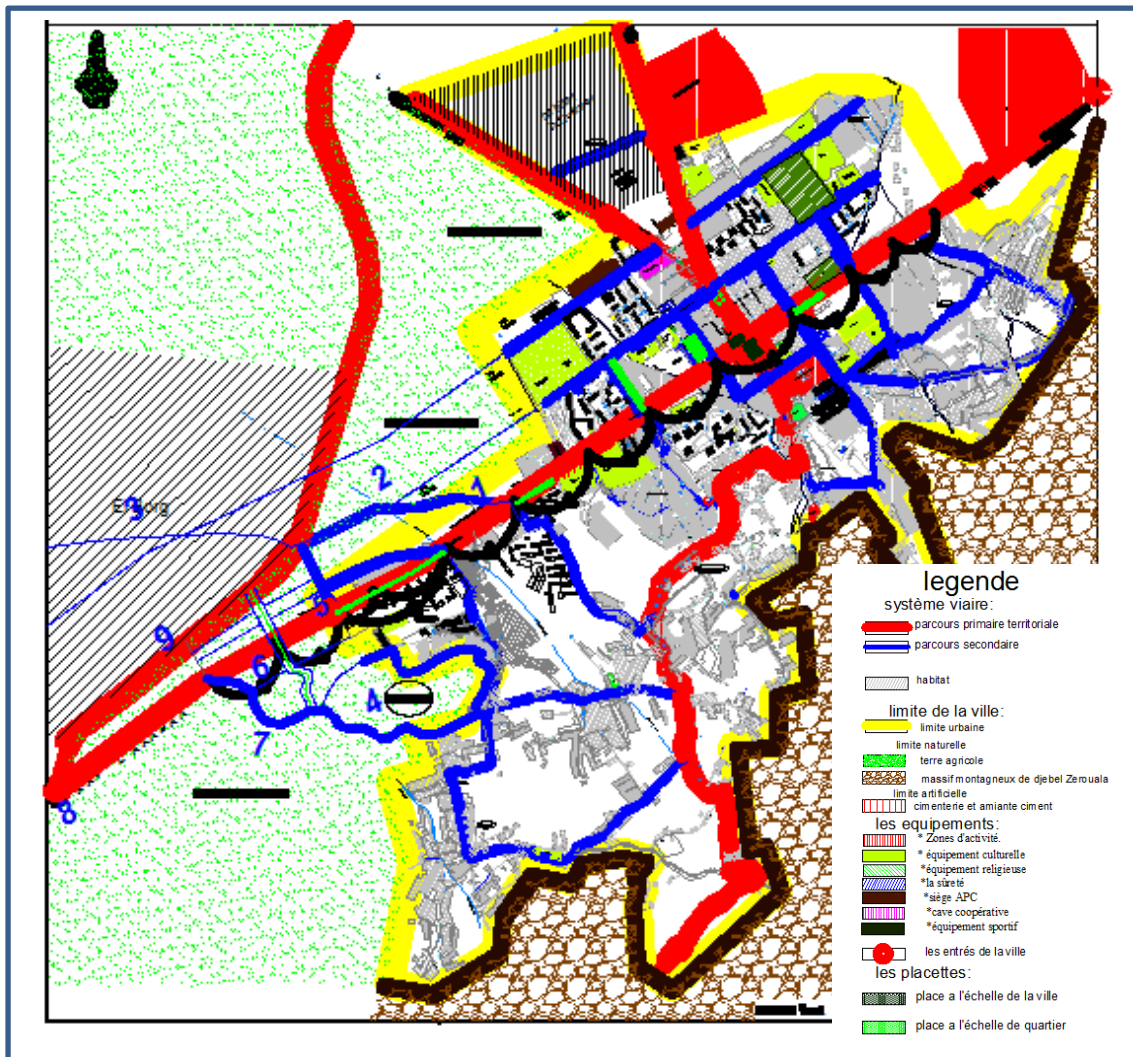 1
2
3
5
9
6
4
7
8
legende
système viaire:
parcours primaire territoriale
parcours secondaire
habitat
limite de la ville:
limite urbaine
limite naturelle
terre agricole
massif montagneux de djebel Zerouala
limite artificielle
cimenterie et amiante ciment
les equipements:
* Zones d'activité.
* équipement culturelle
*équipement religieuse
*la sûreté
*siège APC
*cave coopérative
*équipement sportif
les entrés de la ville
les placettes:
place a l'échelle de la ville
place a l'échelle de quartier